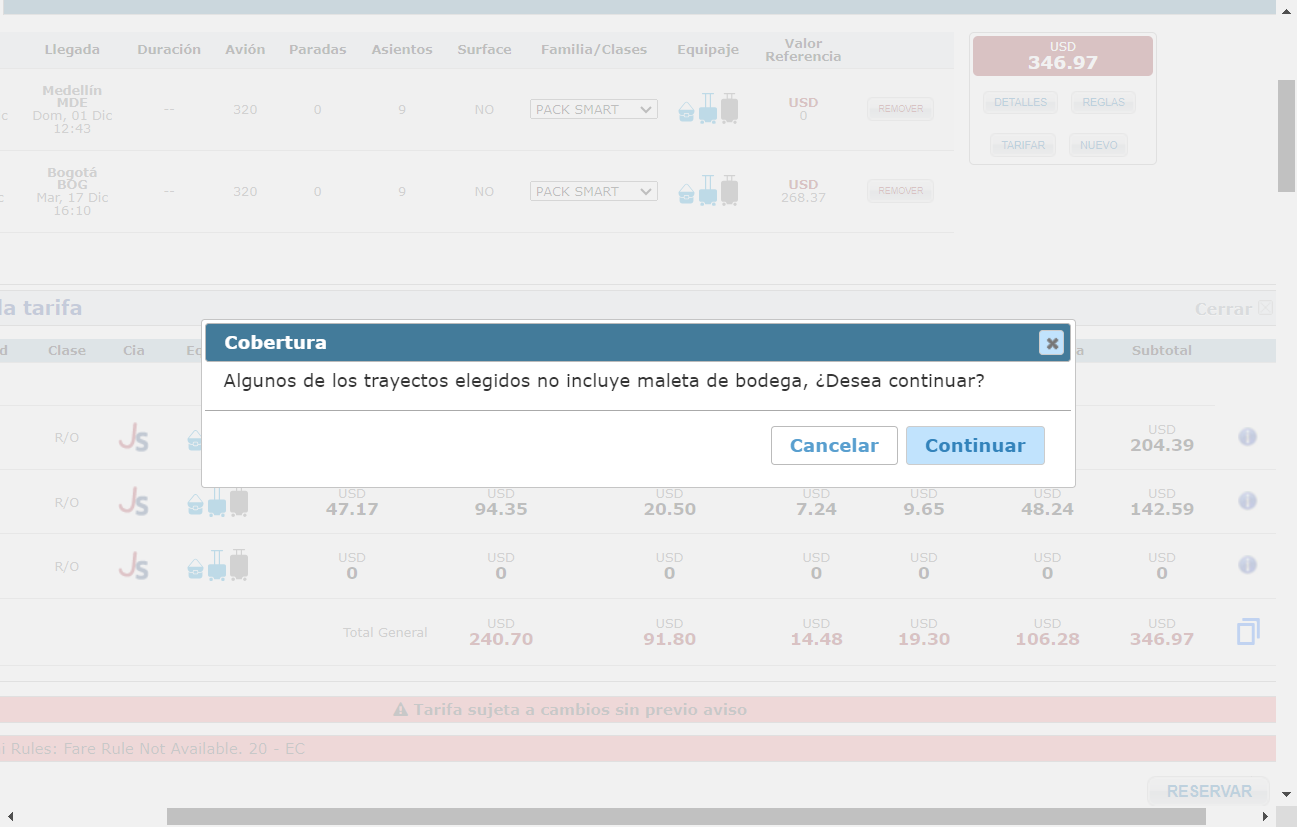 Llegada Duración Avión Paradas Asientos Surface Familia/Clases Equipaje Valor Referencia
USD
346.97
DETALLES REGLAS
TARIFAR NUEVO
Medellín
MDE
Dom, 01 Dic
12:43
-- 320 0 9 NO PACK SMART USD 0 REMOVER
Bogotá
BOG
Mar, 17 Dic
16:10
-- 320 0 9 NO PACK SMART USD 268.37 REMOVER
la tarifa Cerrar
Clase Cia Subtotal
Cobertura
Algunos de los trayectos elegidos no incluye maleta de bodega, ¿Desea continuar?
Cancelar Continuar
R/O JS USD 204.39
R/O JS USD 47.17 USD 94.35 USD 20.50 USD 7.24 USD 9.65 USD 48.24 USD 142.59
R/O JS USD 0 USD 0 USD 0 USD 0 USD 0 USD 0 USD 0
Total General USD 240.70 USD 91.80 USD 14.48 USD 19.30 USD 106.28 USD 346.97
Tarifa sujeta a cambios sin previo aviso
Rules: Fare Rule Not Available. 20 - EC
RESERVAR